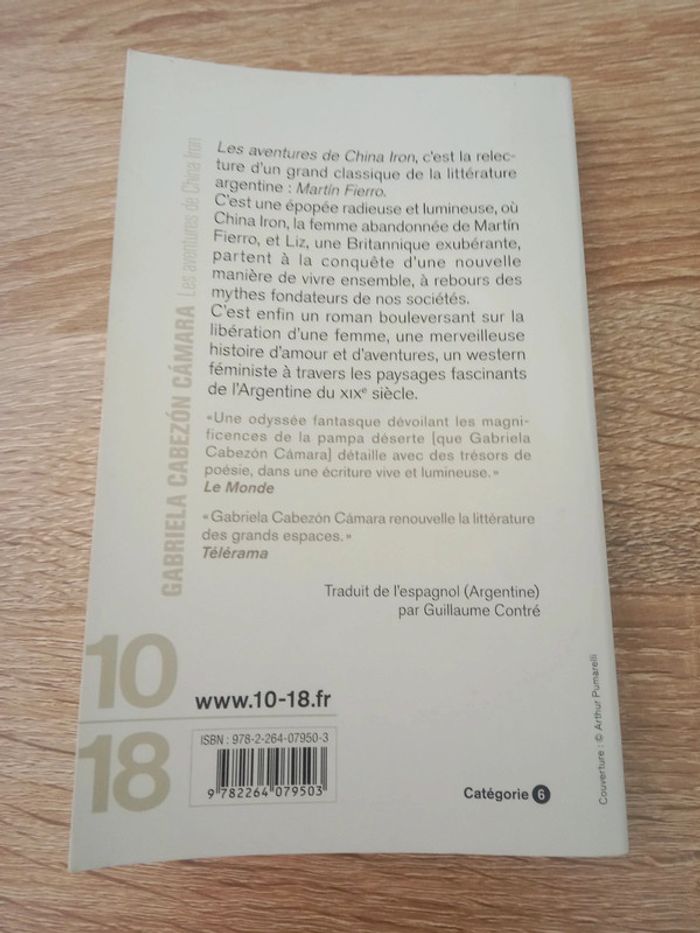 GABRIELA CABEZÓN CÁMARA Les aventures de China Iron
Les aventures de China Iron, c'est la relec-
ture d'un grand classique de la littérature
argentine : Martín Fierro.
C'est une épopée radieuse et lumineuse, où
China Iron, la femme abandonnée de Martín
Fierro, et Liz, une Britannique exubérante,
partent à la conquête d'une nouvelle
manière de vivre ensemble, à rebours des
mythes fondateurs de nos sociétés.
C'est enfin un roman bouleversant sur la
libération d'une femme, une merveilleuse
histoire d'amour et d'aventures, un western
féministe à travers les paysages fascinants
de l'Argentine du XIXe siècle.
« Une odyssée fantasque dévoilant les magni-
ficences de la pampa déserte [que Gabriela
Cabezón Cámara] détaille avec des trésors de
poésie, dans une écriture vive et lumineuse. »
Le Monde
« Gabriela Cabezón Cámara renouvelle la littérature
des grands espaces. »
Télérama
Traduit de l'espagnol (Argentine)
par Guillaume Contré
10
18
www.10-18.fr
ISBN : 978-2-264-07950-3
9 782264 079503
Catégorie 6
Couverture : © Arthur Pumarelli